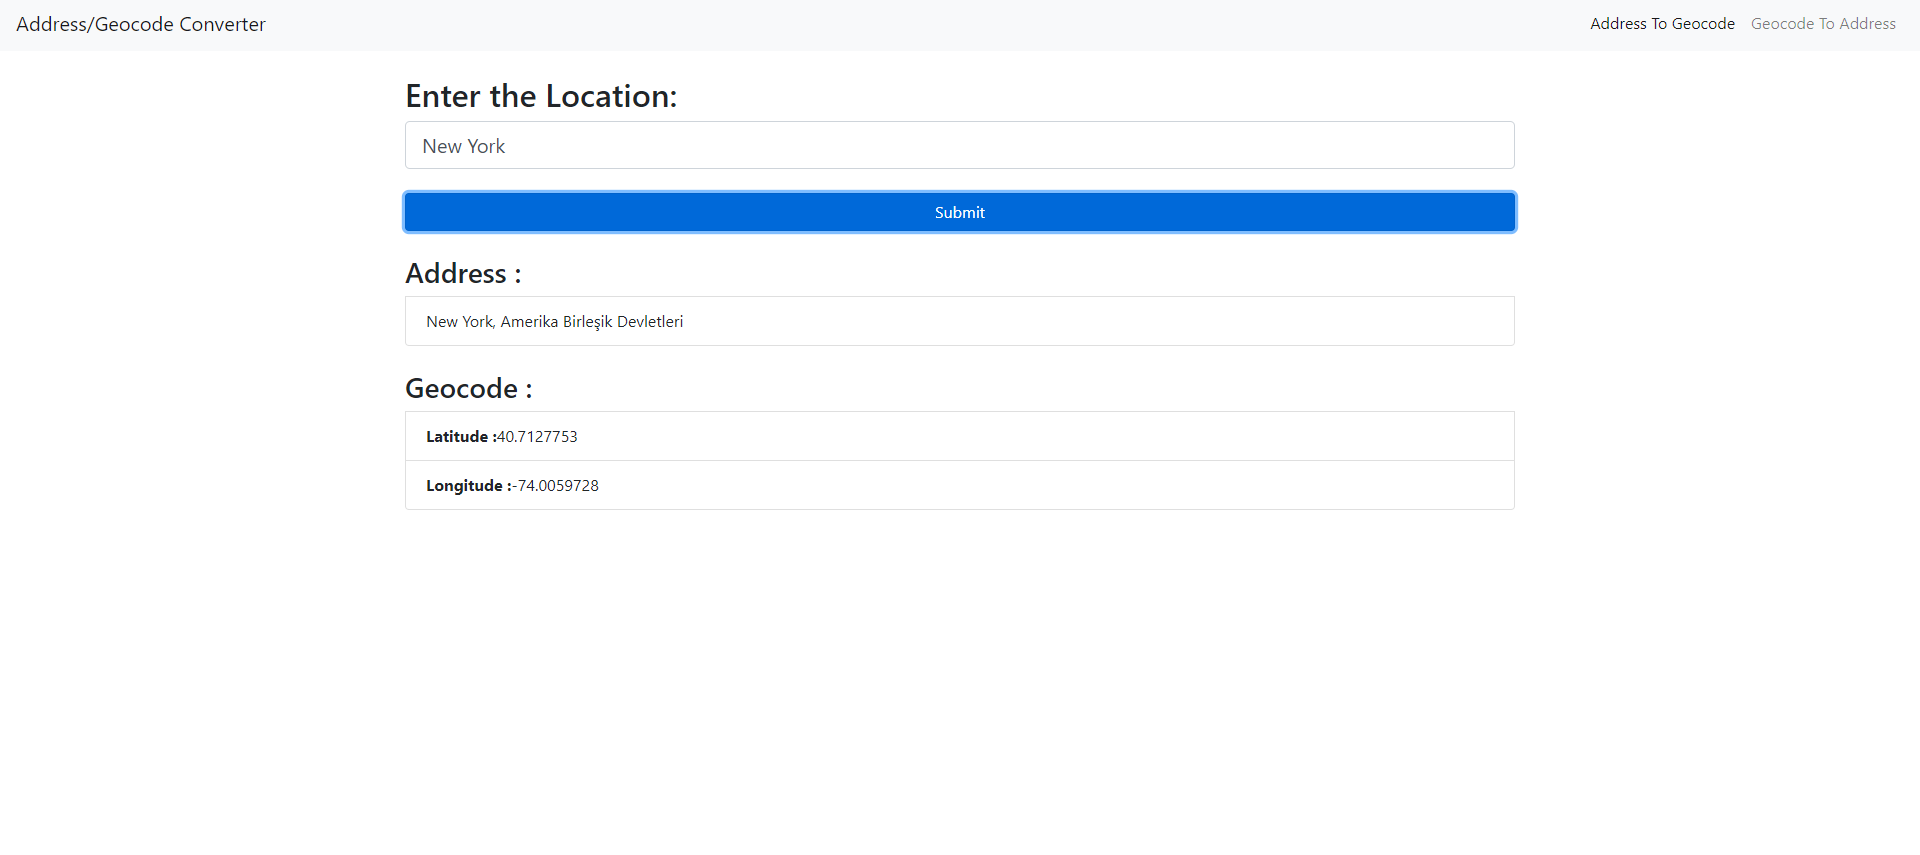 Address/Geocode Converter
Address To Geocode Geocode To Address
Enter the Location:
New York
Submit
Address :
New York, Amerika Birleşik Devletleri
Geocode :
Latitude :40.7127753
Longitude :-74.0059728